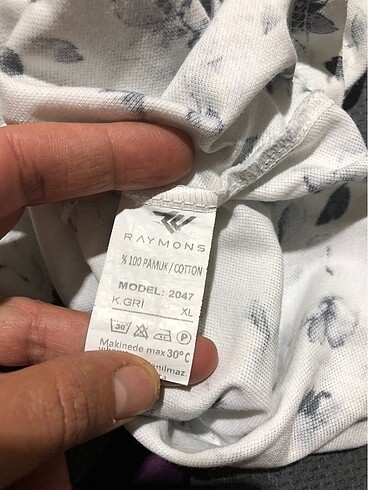 RAYMONS
% 100 PAMUK / COTTON
MODEL: 2047
K.GRİ XL
30° P
Makinede max 30°C